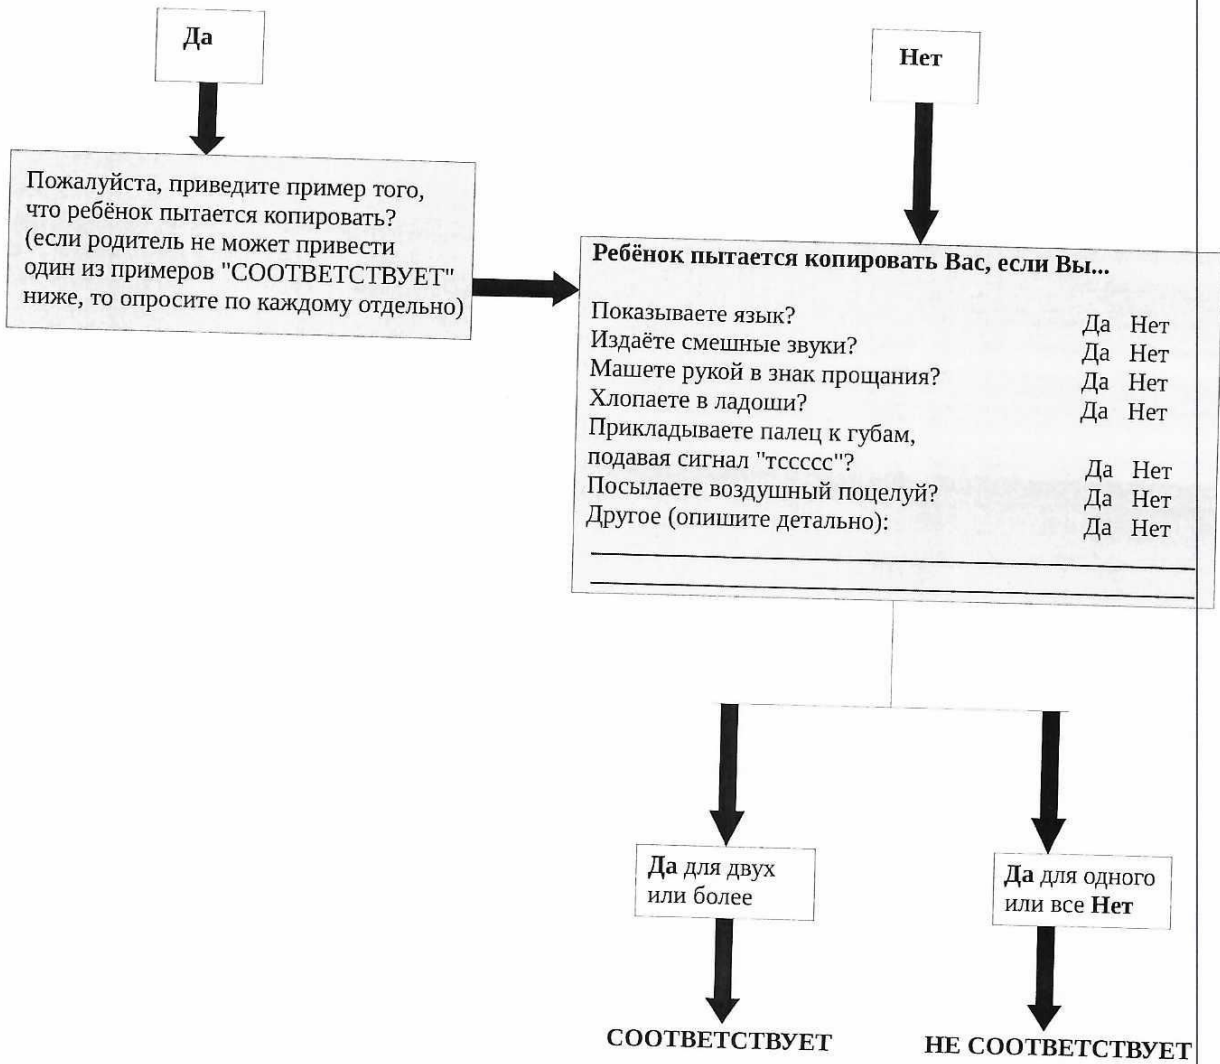 Да
Нет
Пожалуйста, приведите пример того,
что ребёнок пытается копировать?
(если родитель не может привести
один из примеров "СООТВЕТСТВУЕТ"
ниже, то опросите по каждому отдельно)
Ребёнок пытается копировать Вас, если Вы...
Показываете язык? Да Нет
Издаёте смешные звуки? Да Нет
Машете рукой в знак прощания? Да Нет
Хлопаете в ладоши? Да Нет
Прикладываете палец к губам,
подавая сигнал "тссссс"? Да Нет
Посылаете воздушный поцелуй? Да Нет
Другое (опишите детально): Да Нет
Да для двух
или более
Да для одного
или все Нет
СООТВЕТСТВУЕТ
НЕ СООТВЕТСТВУЕТ